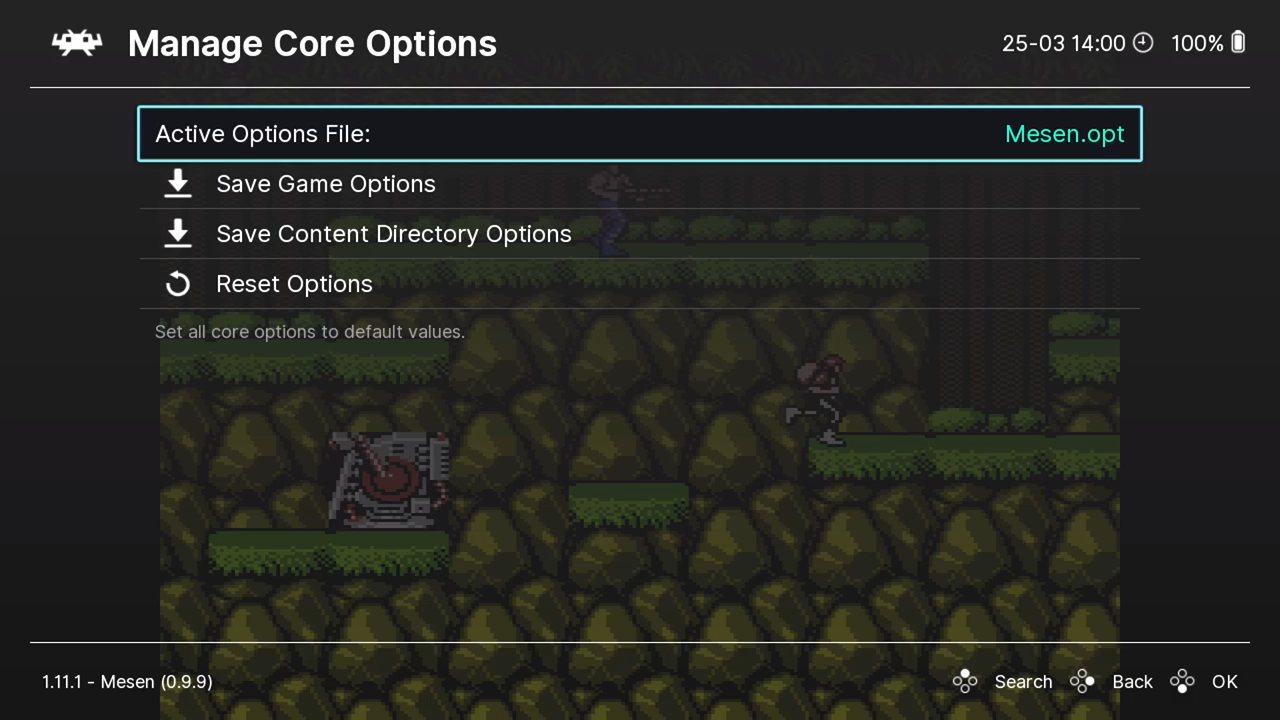 Manage Core Options
25-03 14:00
100%
Active Options File:
Mesen.opt
Save Game Options
Save Content Directory Options
Reset Options
Set all core options to default values.
1.11.1 - Mesen (0.9.9)
Search
Back
OK